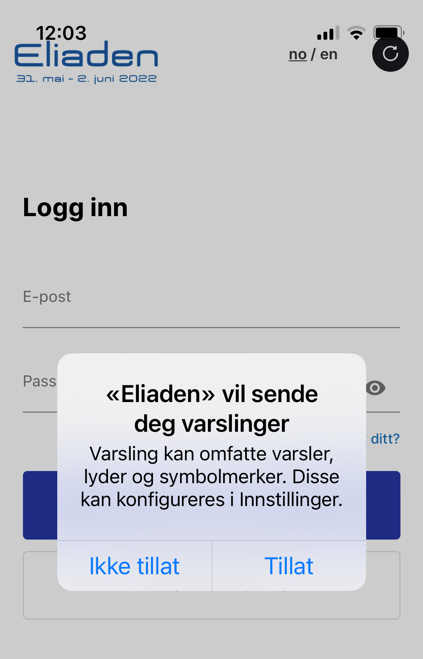 12:03
Eliaden
31. mai - 2. juni 2022
no / en
Logg inn
E-post
Pass
ditt?
«Eliaden» vil sende
deg varslinger
Varsling kan omfatte varsler,
lyder og symbolmerker. Disse
kan konfigureres i Innstillinger.
Ikke tillat
Tillat